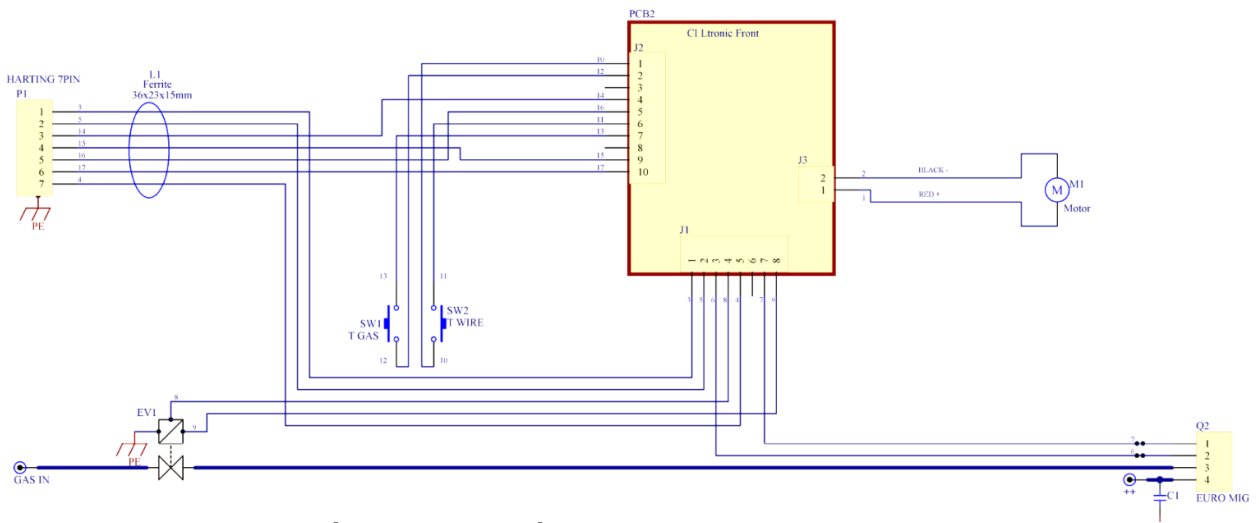 PCB2
C1 Ltronic Front
J2
10 1
12 2
3
14 4
16 5
11 6
13 7
8
15 9
17 10
HARTING 7PIN
P1
L1
Ferrite
36x23x15mm
1 3
2 5
3 14
4 15
5 16
6 17
7 4
PE
J3
2 2 BLACK -
1 1 RED +
M M1
Motor
J1
1 2 3 4 5 6 7 8
3 5 6 8 4 7 9
13 11
SW1
T GAS
SW2
T WIRE
12 10
EV1
8
9
PE
GAS IN
Q2
7 1
6 2
3
4
++
C1
EURO MIG